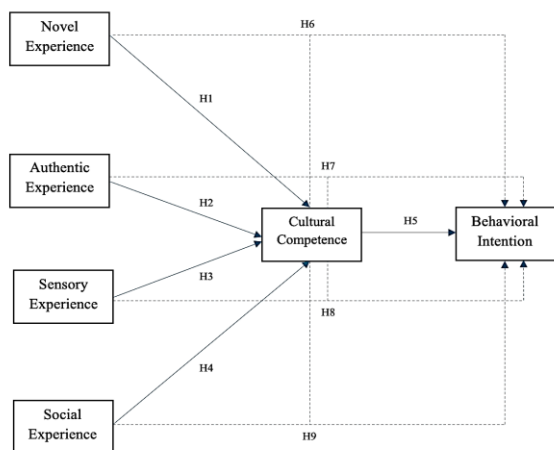 Novel
Experience
H6
H1
Authentic
Experience
H7
H2
Cultural
Competence
H5
Behavioral
Intention
H3
Sensory
Experience
H8
H4
Social
Experience
H9